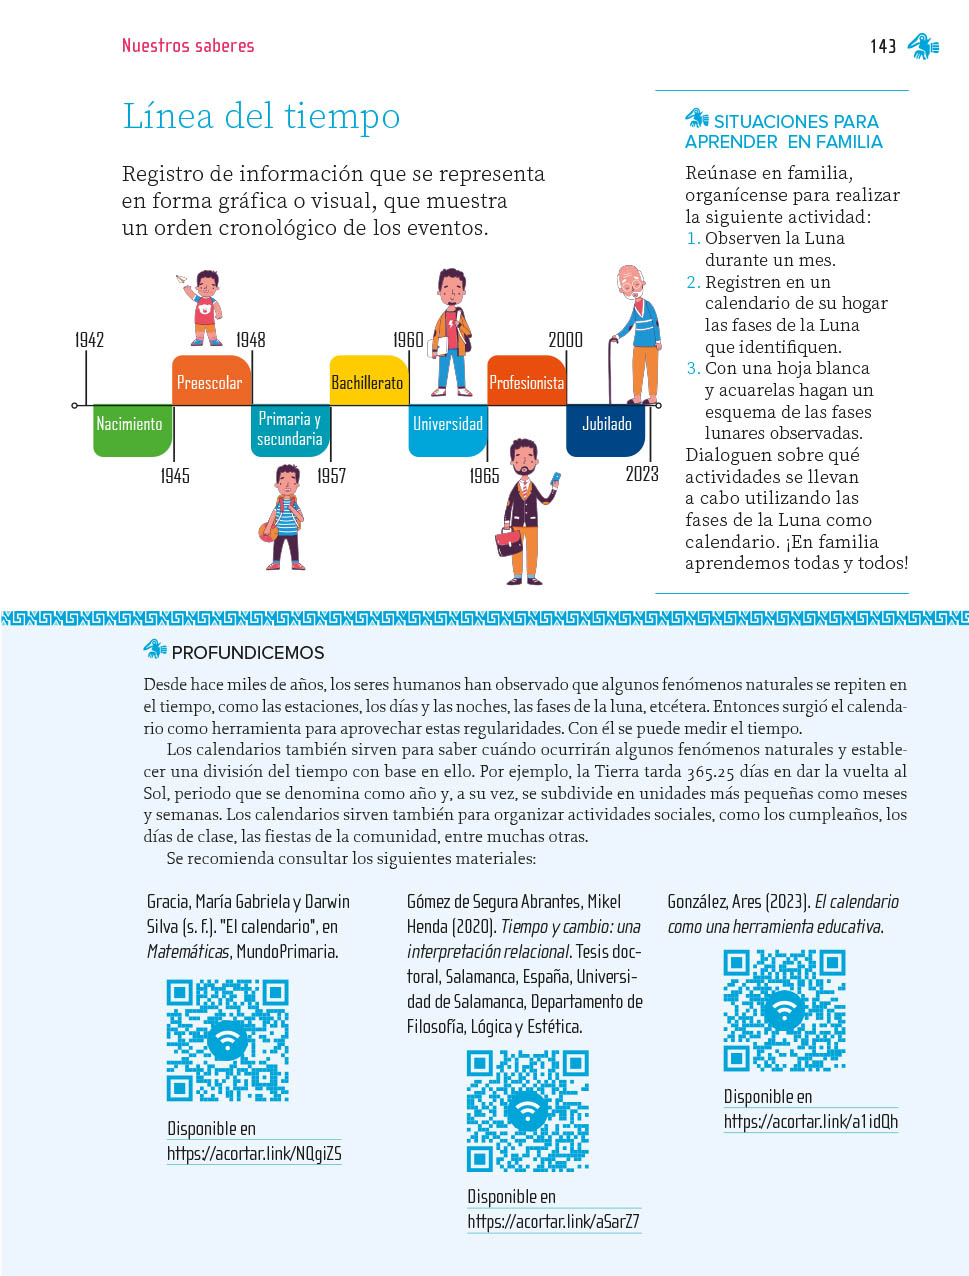 Nuestros saberes
143
Línea del tiempo
Registro de información que se representa
en forma gráfica o visual, que muestra
un orden cronológico de los eventos.
1942
1948
1960
2000
Preescolar
Bachillerato
Profesionista
Nacimiento
Primaria y
secundaria
Universidad
Jubilado
1945
1957
1965
2023
SITUACIONES PARA
APRENDER EN FAMILIA
Reúnase en familia,
organícense para realizar
la siguiente actividad:
1. Observen la Luna
durante un mes.
2. Registren en un
calendario de su hogar
las fases de la Luna
que identifiquen.
3. Con una hoja blanca
y acuarelas hagan un
esquema de las fases
lunares observadas.
Dialoguen sobre qué
actividades se llevan
a cabo utilizando las
fases de la Luna como
calendario. ¡En familia
aprendemos todas y todos!
PROFUNDICEMOS
Desde hace miles de años, los seres humanos han observado que algunos fenómenos naturales se repiten en
el tiempo, como las estaciones, los días y las noches, las fases de la luna, etcétera. Entonces surgió el calenda-
rio como herramienta para aprovechar estas regularidades. Con él se puede medir el tiempo.
Los calendarios también sirven para saber cuándo ocurrirán algunos fenómenos naturales y estable-
cer una división del tiempo con base en ello. Por ejemplo, la Tierra tarda 365.25 días en dar la vuelta al
Sol, periodo que se denomina como año y, a su vez, se subdivide en unidades más pequeñas como meses
y semanas. Los calendarios sirven también para organizar actividades sociales, como los cumpleaños, los
días de clase, las fiestas de la comunidad, entre muchas otras.
Se recomienda consultar los siguientes materiales:
Gracia, María Gabriela y Darwin
Silva (s. f.). "El calendario", en
Matemáticas, MundoPrimaria.
Disponible en
https://acortar.link/NQgiZS
Gómez de Segura Abrantes, Mikel
Henda (2020). Tiempo y cambio: una
interpretación relacional. Tesis doc-
toral, Salamanca, España, Universi-
dad de Salamanca, Departamento de
Filosofía, Lógica y Estética.
Disponible en
https://acortar.link/aSarZ7
González, Ares (2023). El calendario
como una herramienta educativa.
Disponible en
https://acortar.link/a1idQh